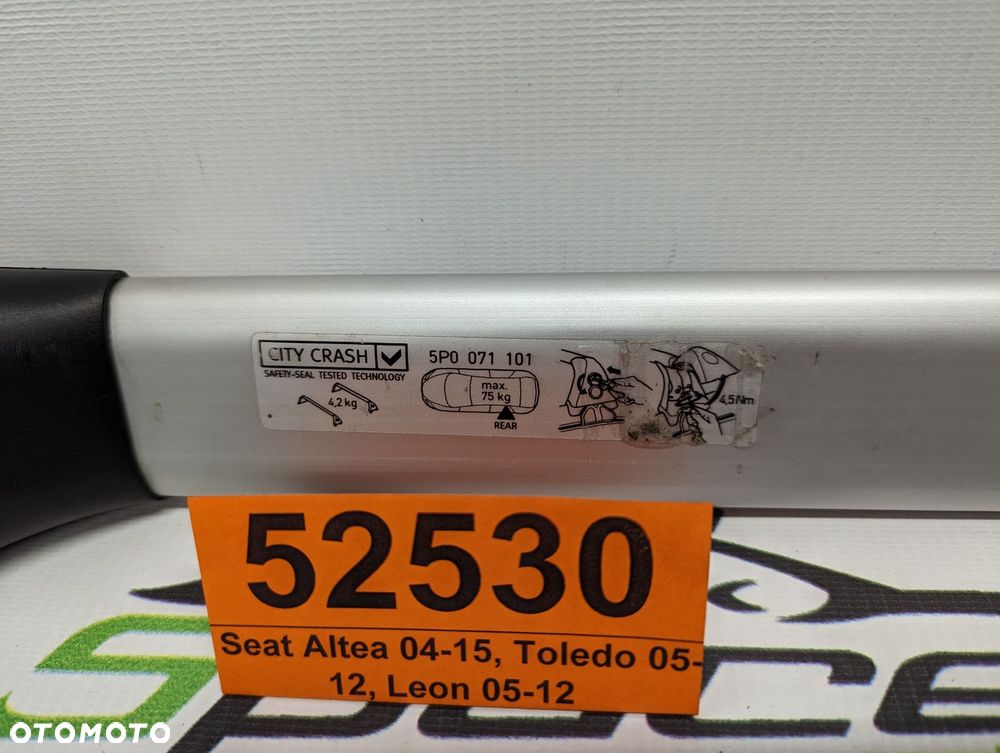 CITY CRASH
SAFETY-SEAL TESTED TECHNOLOGY
4,2 kg
5P0 071 101
max.
75 kg
REAR
4,5 Nm
52530
Seat Altea 04-15, Toledo 05-
12, Leon 05-12
Space
OTOMOTO